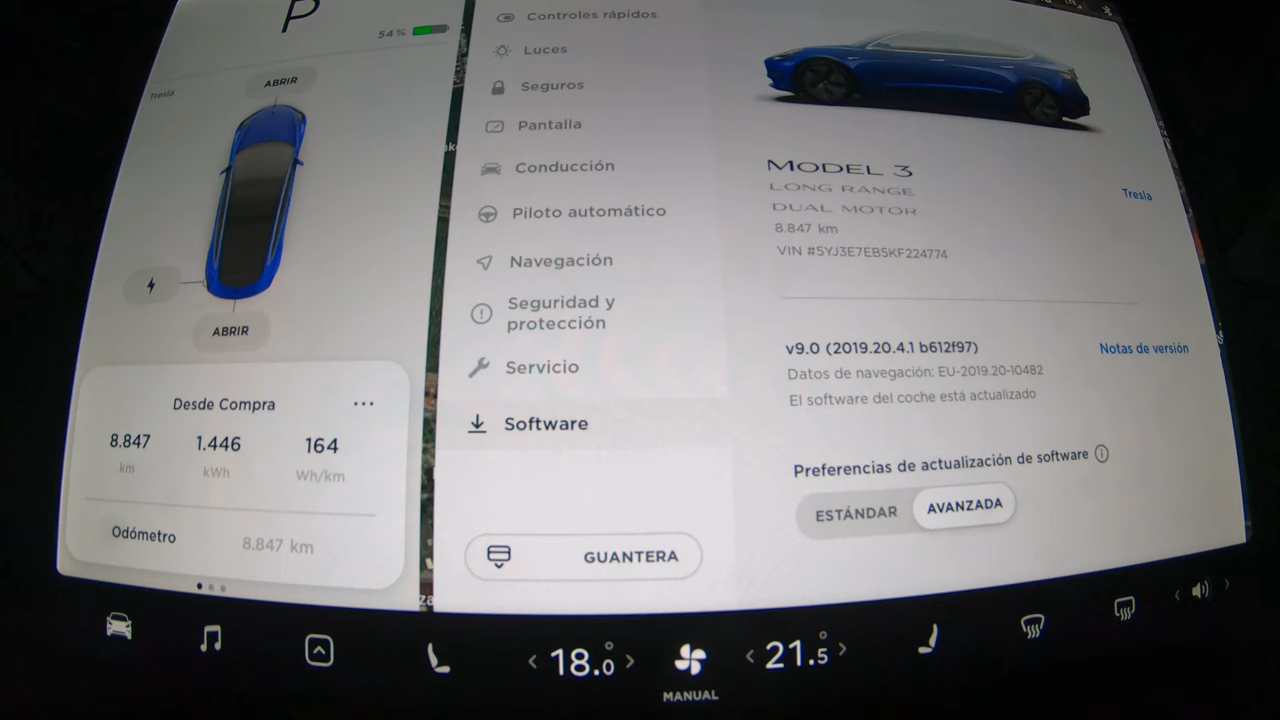 P
54 %
Tresla
ABRIR
ABRIR
Desde Compra
8.847
1.446
164
km
kWh
Wh/km
Odómetro
8.847 km
Controles rápidos
Luces
Seguros
Pantalla
Conducción
Piloto automático
Navegación
Seguridad y
protección
Servicio
Software
GUANTERA
MODEL 3
LONG RANGE
DUAL MOTOR
8.847 km
VIN #5YJ3E7EB5KF224774
Tresla
v9.0 (2019.20.4.1 b612f97)
Notas de versión
Datos de navegación: EU-2019.20-10482
El software del coche está actualizado
Preferencias de actualización de software
ESTÁNDAR
AVANZADA
18.0°
MANUAL
21.5°